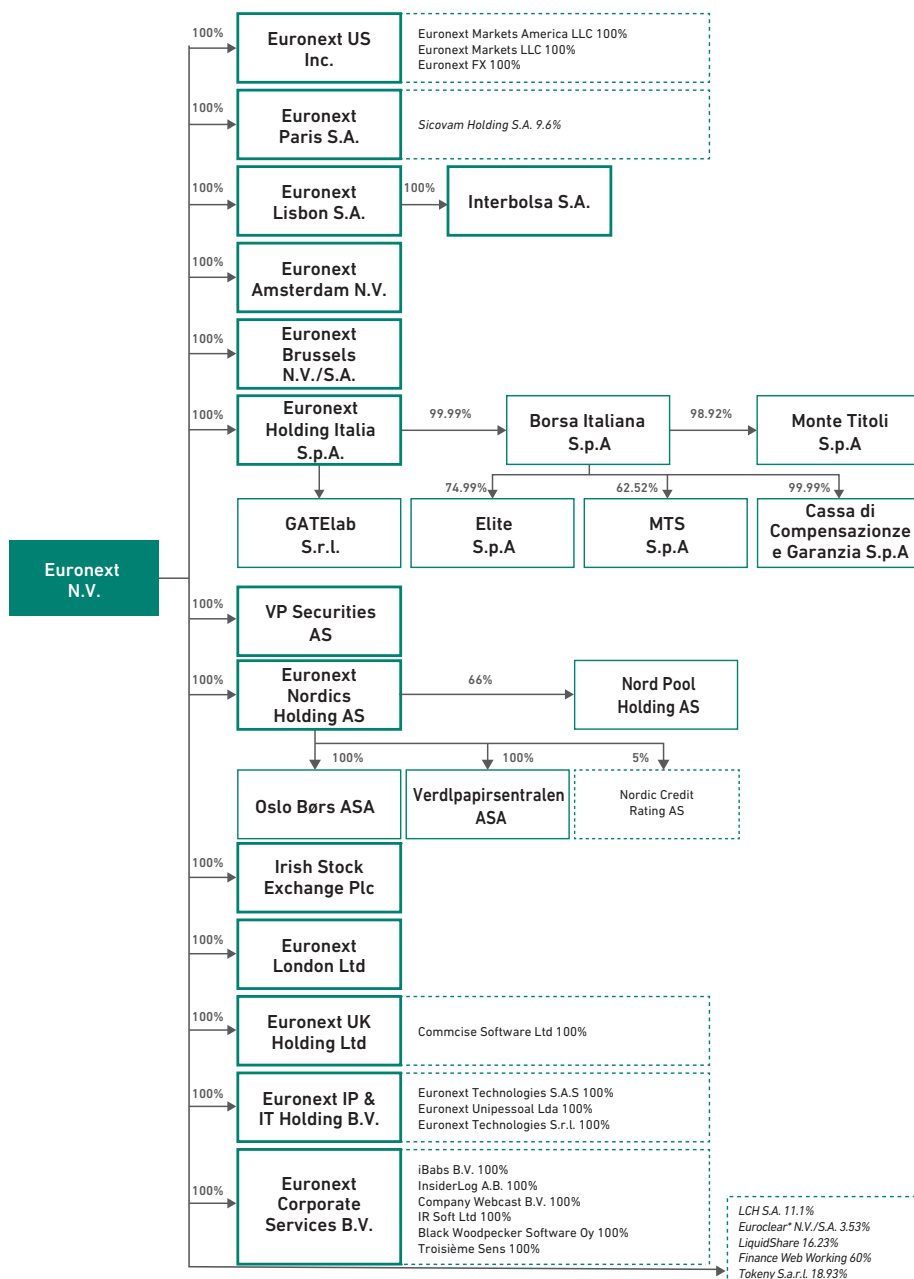 100%
Euronext US
Inc.
Euronext Markets America LLC 100%
Euronext Markets LLC 100%
Euronext FX 100%
100%
Euronext
Paris S.A.
Sicovam Holding S.A. 9.6%
100%
Euronext
Lisbon S.A.
100%
Interbolsa S.A.
100%
Euronext
Amsterdam N.V.
100%
Euronext
Brussels
N.V./S.A.
100%
Euronext
Holding Italia
S.p.A.
99.99%
Borsa Italiana
S.p.A
98.92%
Monte Titoli
S.p.A
74.99%
62.52%
99.99%
GATElab
S.r.l.
Elite
S.p.A
MTS
S.p.A
Cassa di
Compensazionze
e Garanzia S.p.A
Euronext
N.V.
100%
VP Securities
AS
100%
Euronext
Nordics
Holding AS
66%
Nord Pool
Holding AS
100%
100%
5%
Oslo Børs ASA
Verdlpapirsentralen
ASA
Nordic Credit
Rating AS
100%
Irish Stock
Exchange Plc
100%
Euronext
London Ltd
100%
Euronext UK
Holding Ltd
Commcise Software Ltd 100%
100%
Euronext IP &
IT Holding B.V.
Euronext Technologies S.A.S 100%
Euronext Unipessoal Lda 100%
Euronext Technologies S.r.l. 100%
100%
Euronext
Corporate
Services B.V.
iBabs B.V. 100%
InsiderLog A.B. 100%
Company Webcast B.V. 100%
IR Soft Ltd 100%
Black Woodpecker Software Oy 100%
Troisième Sens 100%
LCH S.A. 11.1%
Euroclear* N.V./S.A. 3.53%
LiquidShare 16.23%
Finance Web Working 60%
Tokeny S.a.r.l. 18.93%